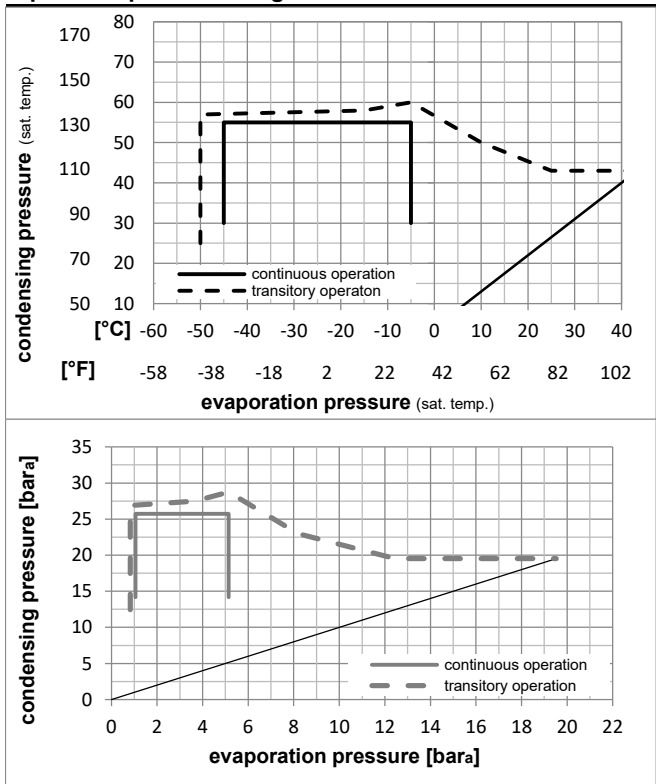 170 80
70
150
60
130
50
110
40
90
30
70 20
50 10
condensing pressure (sat. temp.)
continuous operation
transitory operaton
[°C] -60 -50 -40 -30 -20 -10 0 10 20 30 40
[°F] -58 -38 -18 2 22 42 62 82 102
evaporation pressure (sat. temp.)
35
30
25
20
15
10
5
0
condensing pressure [bara]
continuous operation
transitory operation
0 2 4 6 8 10 12 14 16 18 20 22
evaporation pressure [bara]